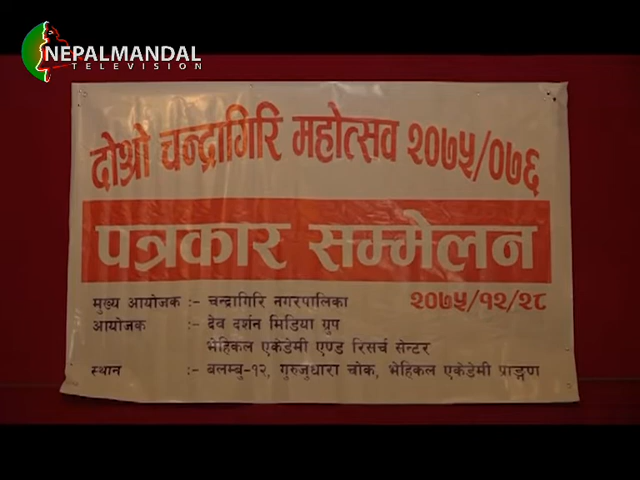 NEPALMANDAL
TELEVISION
दोश्रो चन्द्रागिरि महोत्सव २०७५/०७६
पत्रकार सम्मेलन
मुख्य आयोजक :- चन्द्रागिरि नगरपालिका २०७५/१२/२८
आयोजक :- देव दर्शन मिडिया ग्रुप
भेहिकल एकेडेमी एण्ड रिसर्च सेन्टर
स्थान :- बलम्बु-१२, गुरुजुधारा चोक, भेहिकल एकेडेमी प्राङ्गण